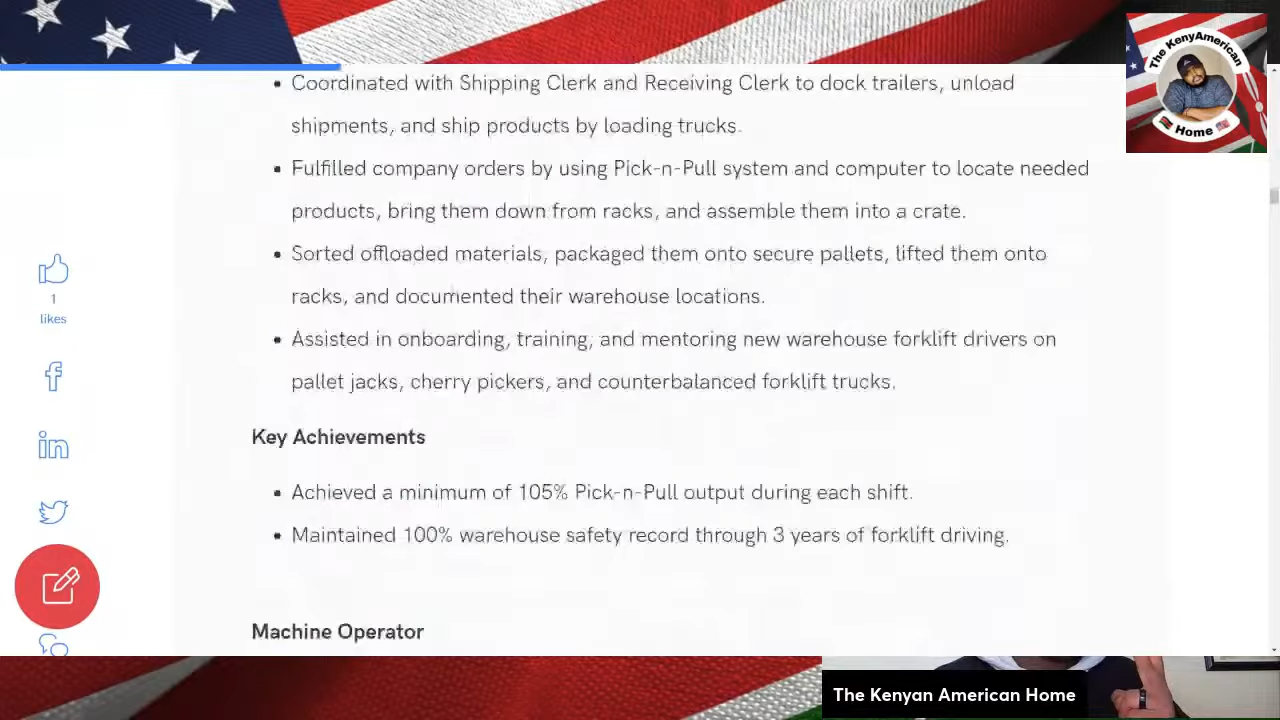 The KenyAmerican
Home
Coordinated with Shipping Clerk and Receiving Clerk to dock trailers, unload
shipments, and ship products by loading trucks.
Fulfilled company orders by using Pick-n-Pull system and computer to locate needed
products, bring them down from racks, and assemble them into a crate.
Sorted offloaded materials, packaged them onto secure pallets, lifted them onto
racks, and documented their warehouse locations.
1
likes
Assisted in onboarding, training, and mentoring new warehouse forklift drivers on
pallet jacks, cherry pickers, and counterbalanced forklift trucks.
Key Achievements
Achieved a minimum of 105% Pick-n-Pull output during each shift.
Maintained 100% warehouse safety record through 3 years of forklift driving.
Machine Operator
The Kenyan American Home